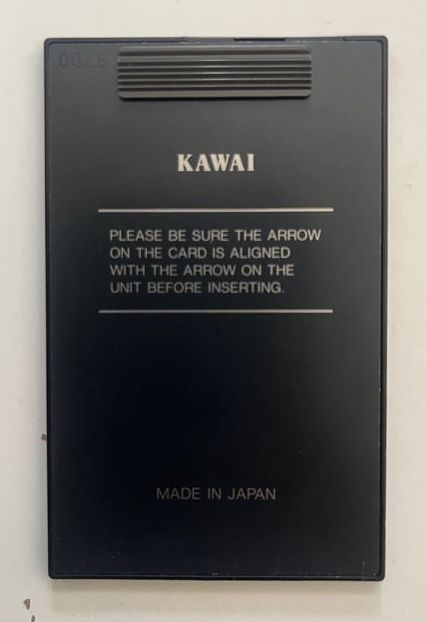 KAWAI
PLEASE BE SURE THE ARROW
ON THE CARD IS ALIGNED
WITH THE ARROW ON THE
UNIT BEFORE INSERTING.
MADE IN JAPAN